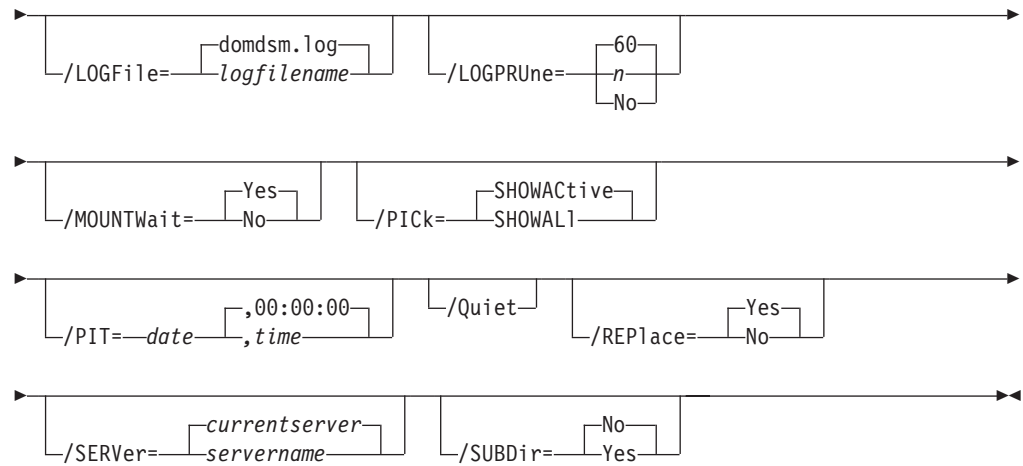 domdsm.log 60
/LOGFile= logfilename /LOGPRUne= n
No
Yes SHOWACtive
/MOUNTWait= No /PICk= SHOWALl
,00:00:00 /Quiet Yes
/PIT= date ,time /REPlace= No
currentserver No
/SERVer= servername /SUBDir= Yes